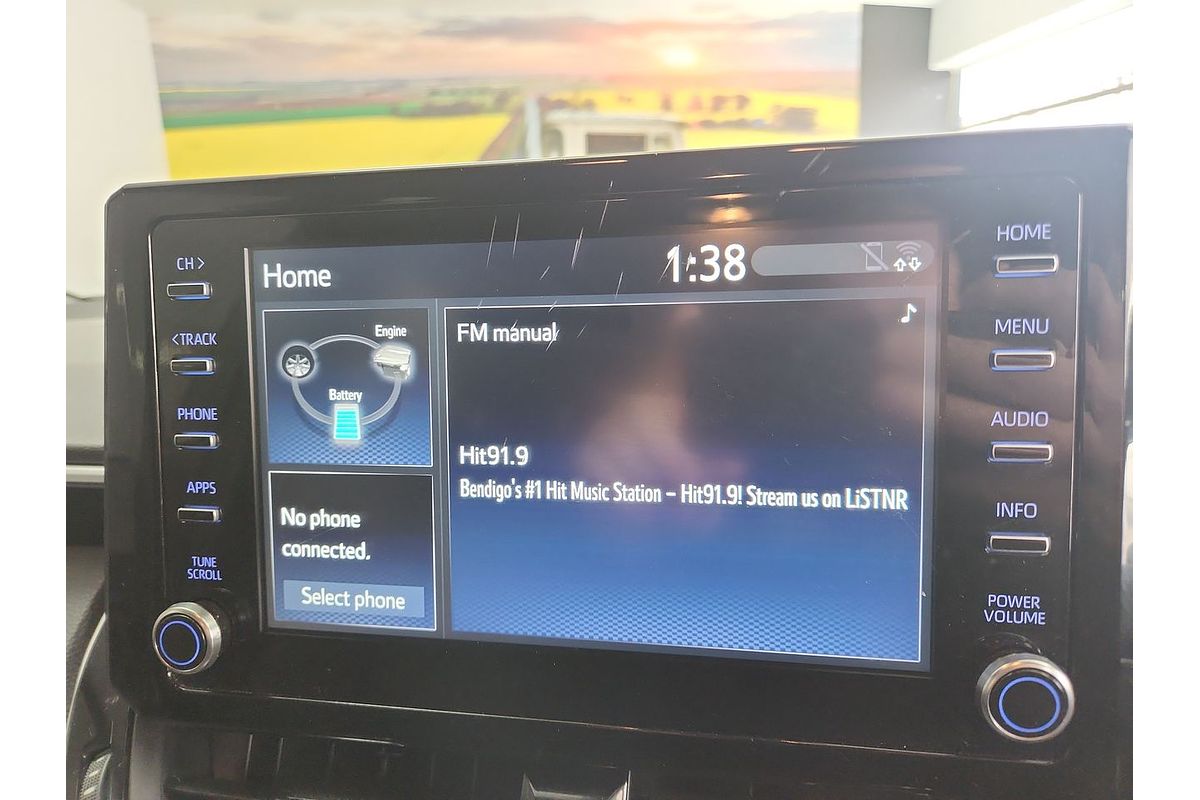 CH >
< TRACK
PHONE
APPS
TUNE
SCROLL
Home
1:38
Engine
Battery
No phone
connected.
Select phone
FM manual
Hit91.9
Bendigo's #1 Hit Music Station – Hit91.9! Stream us on LiSTNR
HOME
MENU
AUDIO
INFO
POWER
VOLUME